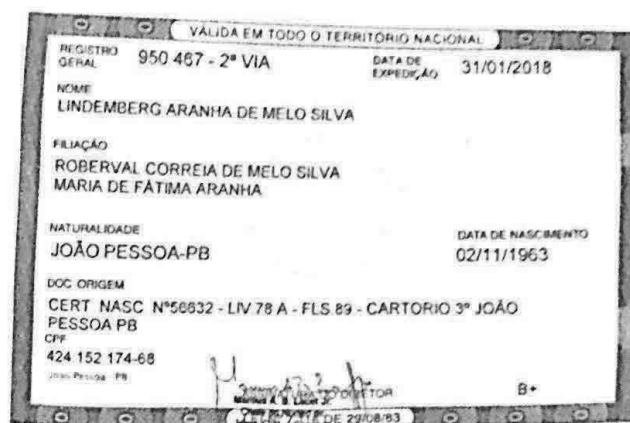 VÁLIDA EM TODO O TERRITÓRIO NACIONAL
REGISTRO GERAL 950 467 - 2ª VIA DATA DE EXPEDIÇÃO 31/01/2018
NOME
LINDEMBERG ARANHA DE MELO SILVA
FILIAÇÃO
ROBERVAL CORREIA DE MELO SILVA
MARIA DE FÁTIMA ARANHA
NATURALIDADE DATA DE NASCIMENTO
JOÃO PESSOA-PB 02/11/1963
DOC ORIGEM
CERT NASC Nº56632 - LIV 78 A - FLS.89 - CARTORIO 3º JOÃO
PESSOA PB
CPF
424 152 174-68
João Pessoa - PB
DIRETOR B+
DE 29/08/83